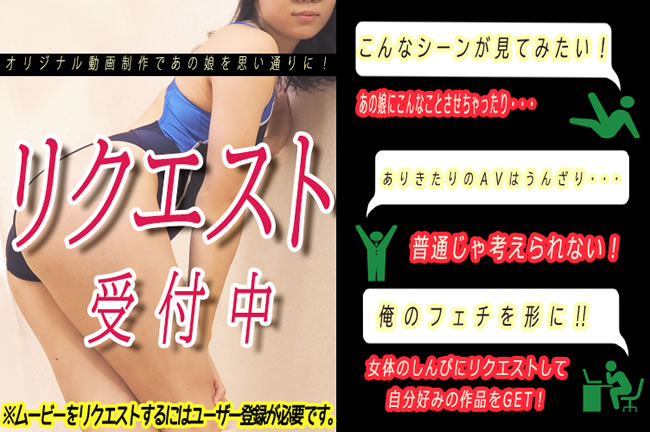 オリジナル動画制作であの娘を思い通りに！
リクエスト
受付中
※ムービーをリクエストするにはユーザー登録が必要です。
こんなシーンが見てみたい！
あの娘にこんなことさせちゃったり・・・
ありきたりのAVはうんざり・・・
普通じゃ考えられない！
俺のフェチを形に!!
女体のしんぴにリクエストして
自分好みの作品をGET！